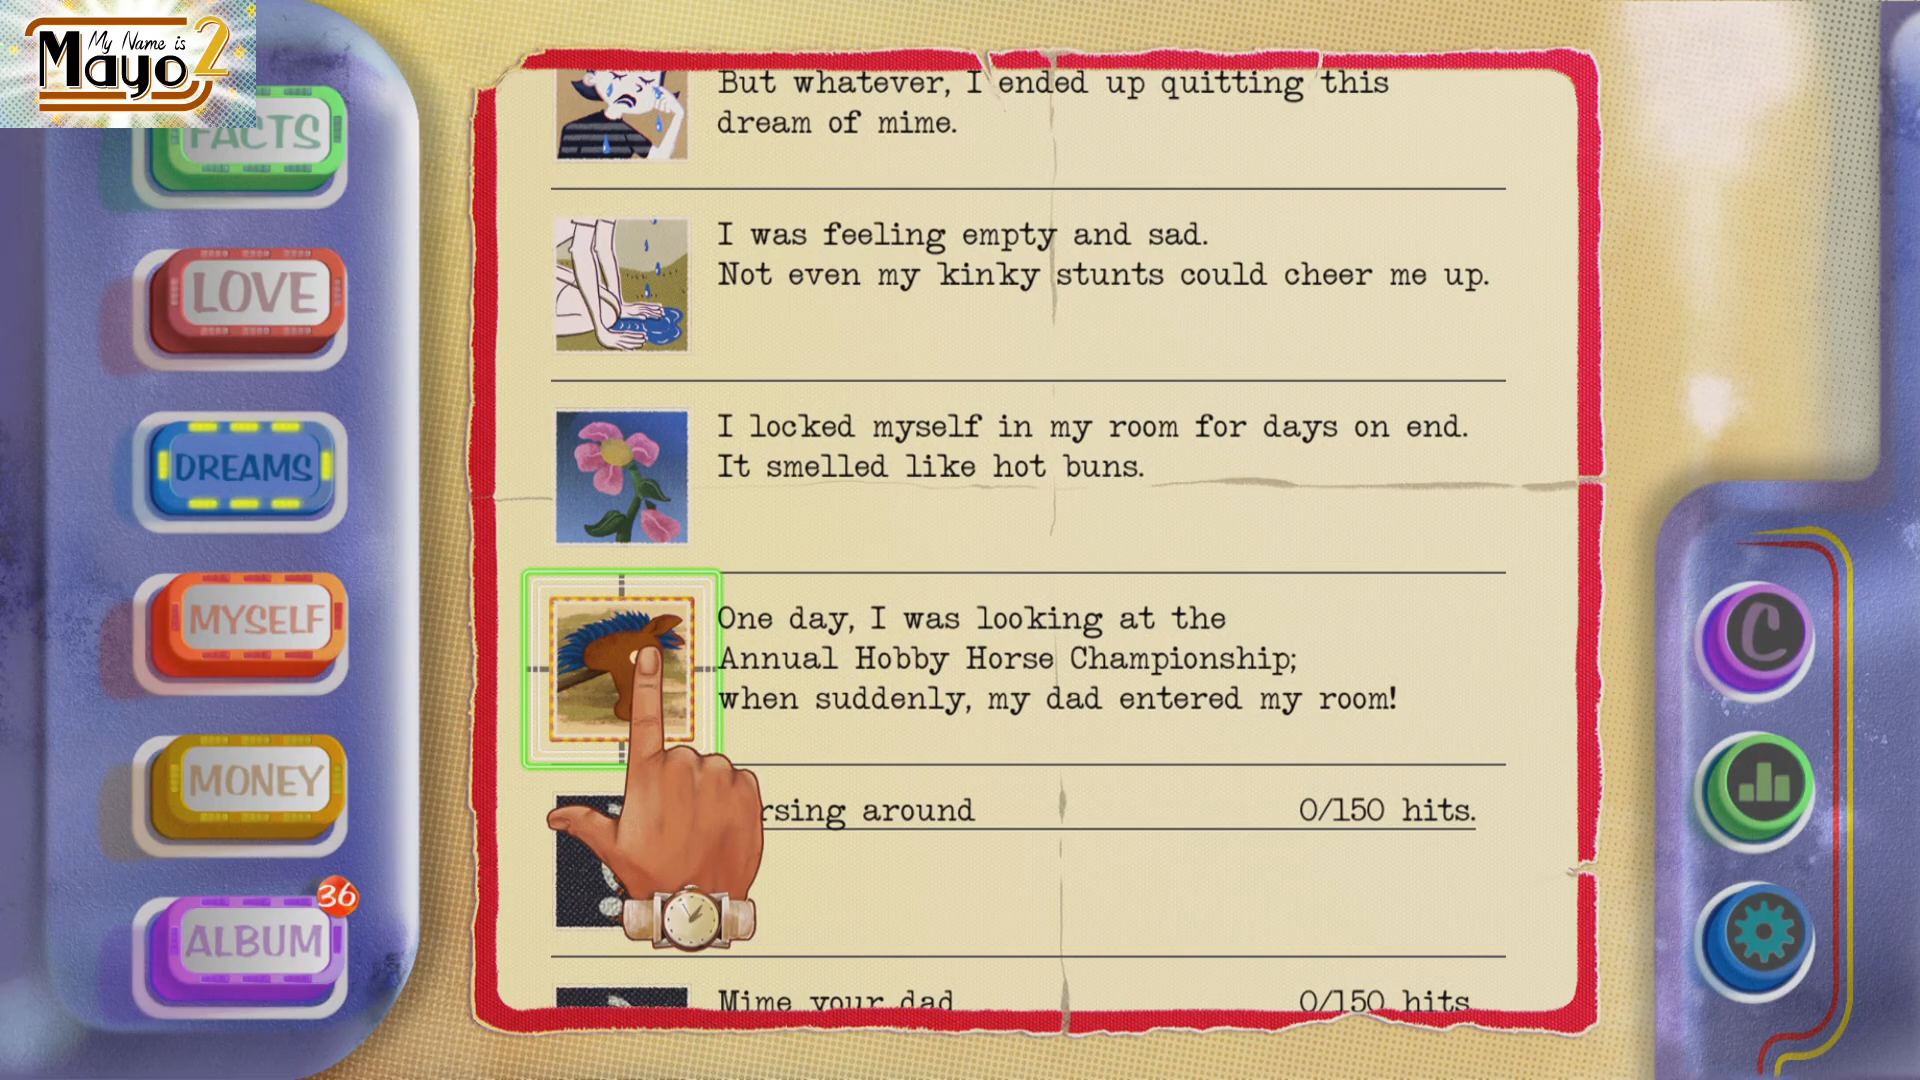 My Name is
Mayo 2
FACTS
LOVE
DREAMS
MYSELF
MONEY
36
ALBUM
But whatever, I ended up quitting this
dream of mime.
I was feeling empty and sad.
Not even my kinky stunts could cheer me up.
I locked myself in my room for days on end.
It smelled like hot buns.
One day, I was looking at the
Annual Hobby Horse Championship;
when suddenly, my dad entered my room!
rsing around 0/150 hits.
Mime your dad 0/150 hits
C